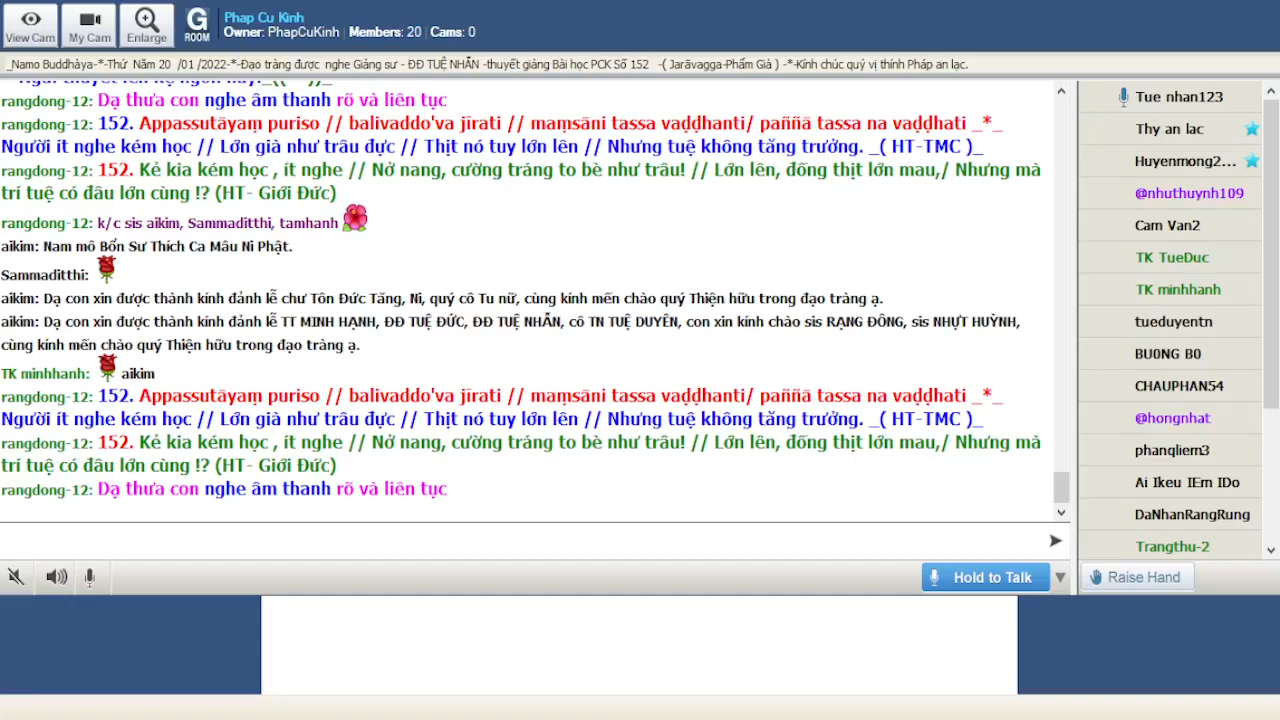 View Cam
My Cam
Enlarge
G
ROOM
Phap Cu Kinh
Owner: PhapCuKinh | Members: 20 | Cams: 0
_Namo Buddhàya-*-Thứ Năm 20 /01 /2022-*-Đạo tràng được nghe Giảng sư - ĐĐ TUỆ NHẪN -thuyết giảng Bài học PCK Số 152 -( Jarāvagga-Phẩm Già ) -*-Kính chúc quý vị thính Pháp an lạc.
rangdong-12: Dạ thưa con nghe âm thanh rõ và liên tục
rangdong-12: 152. Appassutāyaṃ puriso // balivaddo'va jīrati // maṃsāni tassa vaḍḍhanti/ paññā tassa na vaḍḍhati _*_
Người ít nghe kém học // Lớn già như trâu đực // Thịt nó tuy lớn lên // Nhưng tuệ không tăng trưởng. _( HT-TMC )_
rangdong-12: 152. Kẻ kia kém học , ít nghe // Nở nang, cường tráng to bè như trâu! // Lớn lên, đống thịt lớn mau,/ Nhưng mà
trí tuệ có đâu lớn cùng !? (HT- Giới Đức)
rangdong-12: k/c sis aikim, Sammaditthi, tamhanh
aikim: Nam mô Bổn Sư Thích Ca Mâu Ni Phật.
Sammaditthi:
aikim: Dạ con xin được thành kính đảnh lễ chư Tôn Đức Tăng, Ni, quý cô Tu nữ, cùng kính mến chào quý Thiện hữu trong đạo tràng ạ.
aikim: Dạ con xin được thành kính đảnh lễ TT MINH HẠNH, ĐĐ TUỆ ĐỨC, ĐĐ TUỆ NHẪN, cô TN TUỆ DUYÊN, con xin kính chào sis RẠNG ĐÔNG, sis NHỰT HUỲNH,
cùng kính mến chào quý Thiện hữu trong đạo tràng ạ.
TK minhhanh: aikim
rangdong-12: 152. Appassutāyaṃ puriso // balivaddo'va jīrati // maṃsāni tassa vaḍḍhanti/ paññā tassa na vaḍḍhati _*_
Người ít nghe kém học // Lớn già như trâu đực // Thịt nó tuy lớn lên // Nhưng tuệ không tăng trưởng. _( HT-TMC )_
rangdong-12: 152. Kẻ kia kém học , ít nghe // Nở nang, cường tráng to bè như trâu! // Lớn lên, đống thịt lớn mau,/ Nhưng mà
trí tuệ có đâu lớn cùng !? (HT- Giới Đức)
rangdong-12: Dạ thưa con nghe âm thanh rõ và liên tục
Hold to Talk
Tue nhan123
Thy an lac
Huyenmong2...
@nhuthuynh109
Cam Van2
TK TueDuc
TK minhhanh
tueduyentn
BU0NG B0
CHAUPHAN54
@hongnhat
phanqliem3
Ai Ikeu IEm IDo
DaNhanRangRung
Trangthu-2
Raise Hand